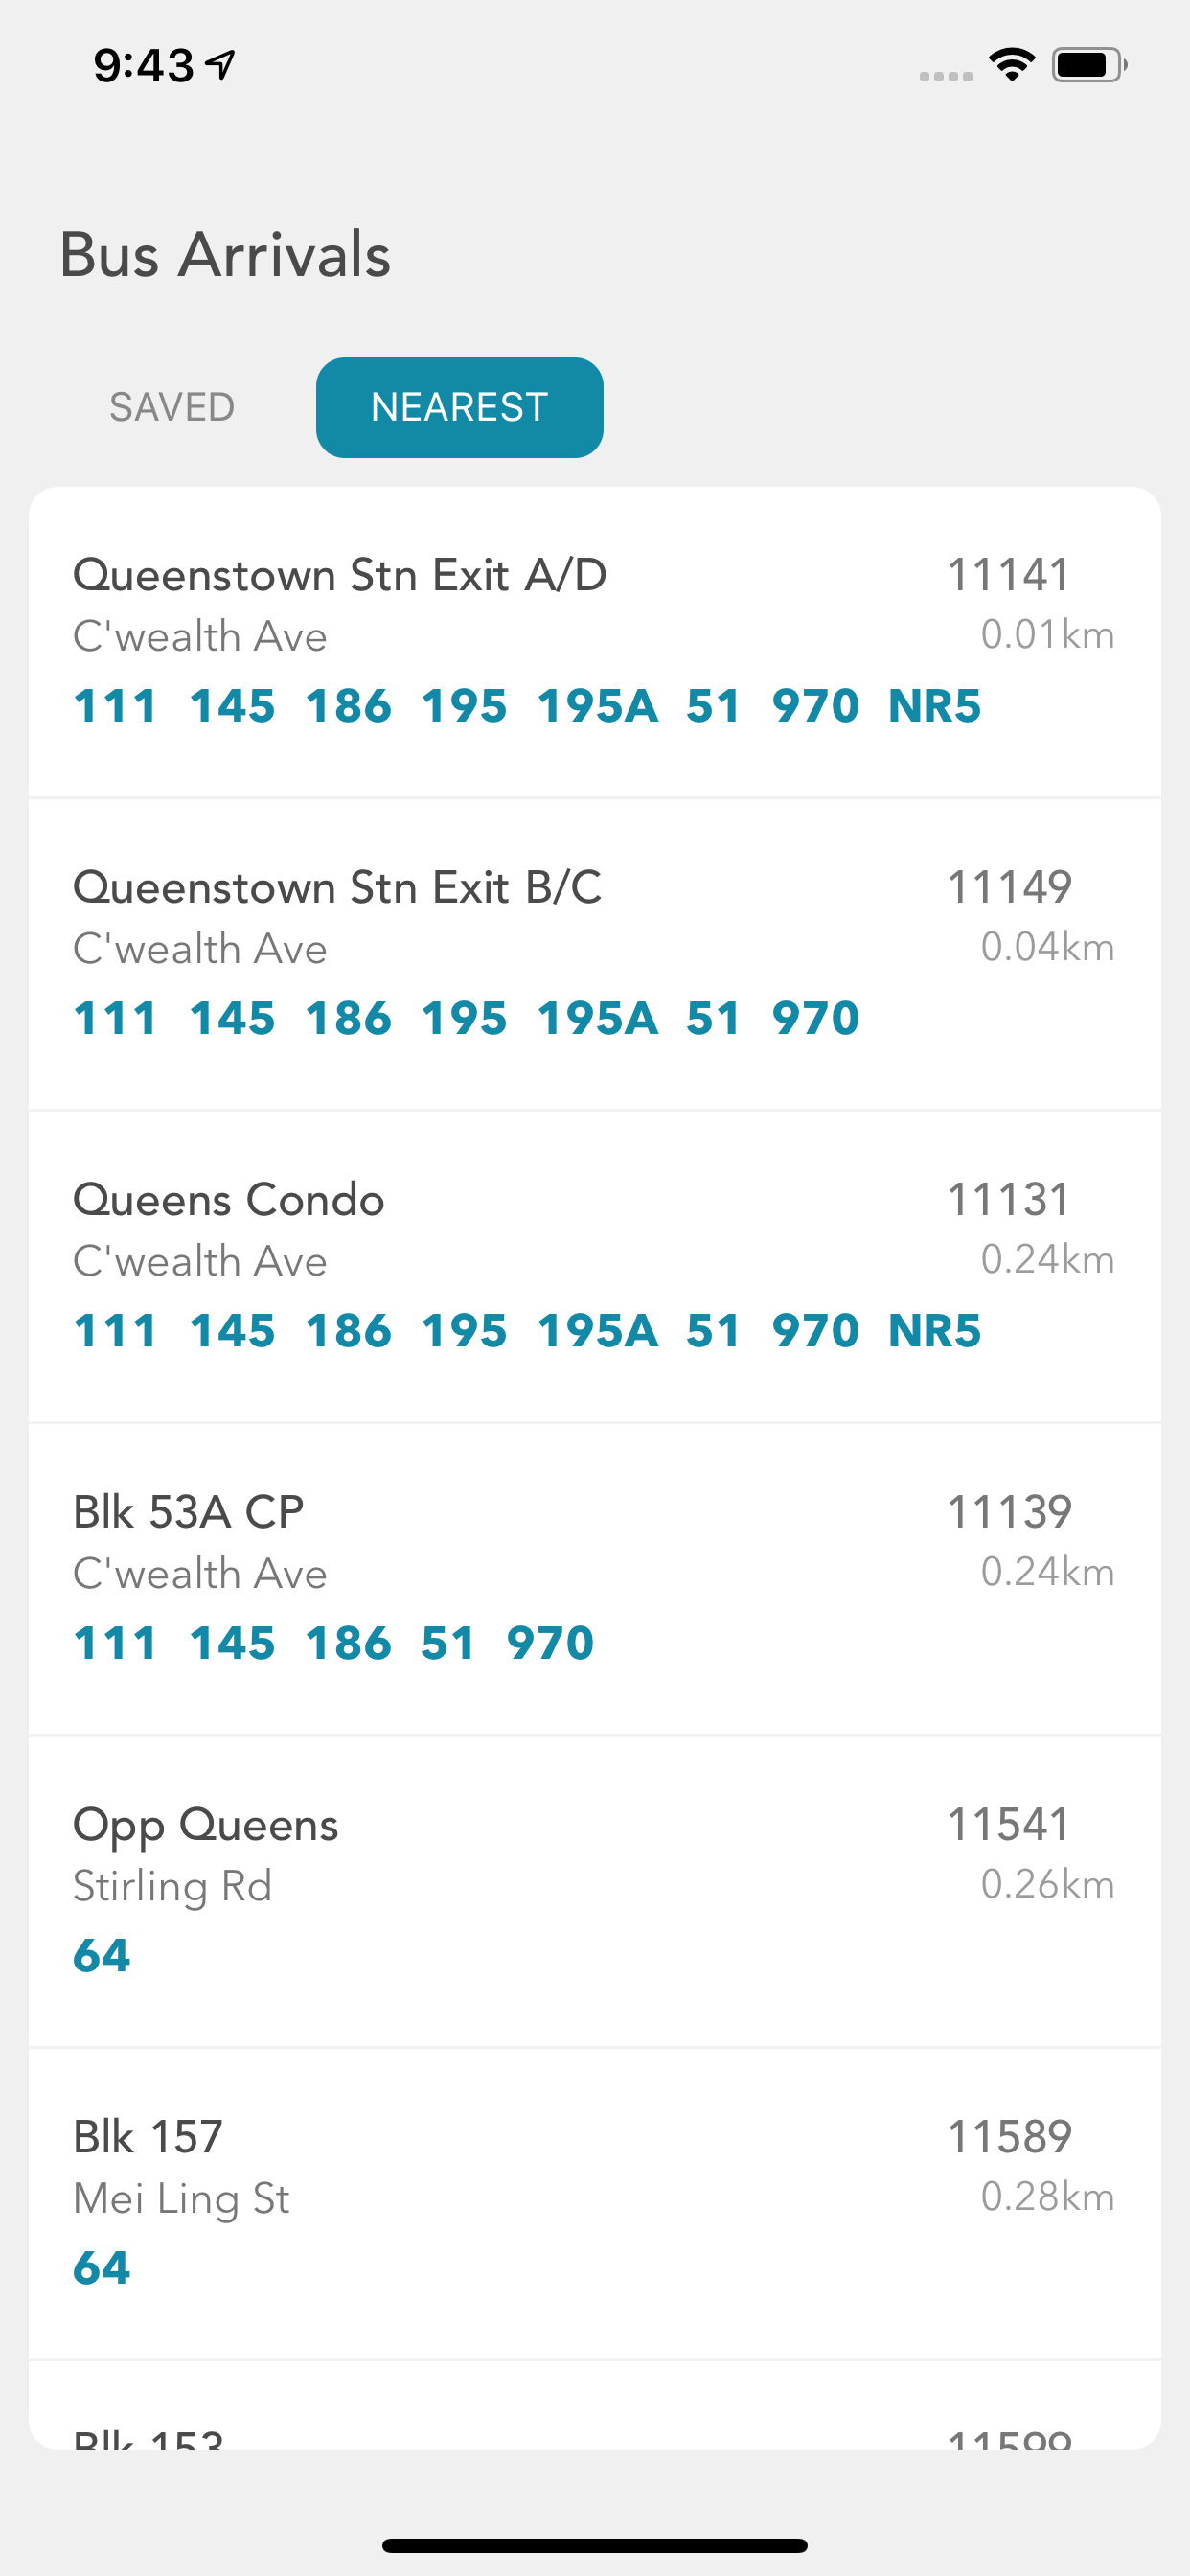 9:43
Bus Arrivals
SAVED NEAREST
Queenstown Stn Exit A/D 11141
C'wealth Ave 0.01km
111 145 186 195 195A 51 970 NR5
Queenstown Stn Exit B/C 11149
C'wealth Ave 0.04km
111 145 186 195 195A 51 970
Queens Condo 11131
C'wealth Ave 0.24km
111 145 186 195 195A 51 970 NR5
Blk 53A CP 11139
C'wealth Ave 0.24km
111 145 186 51 970
Opp Queens 11541
Stirling Rd 0.26km
64
Blk 157 11589
Mei Ling St 0.28km
64
Blk 153 11599